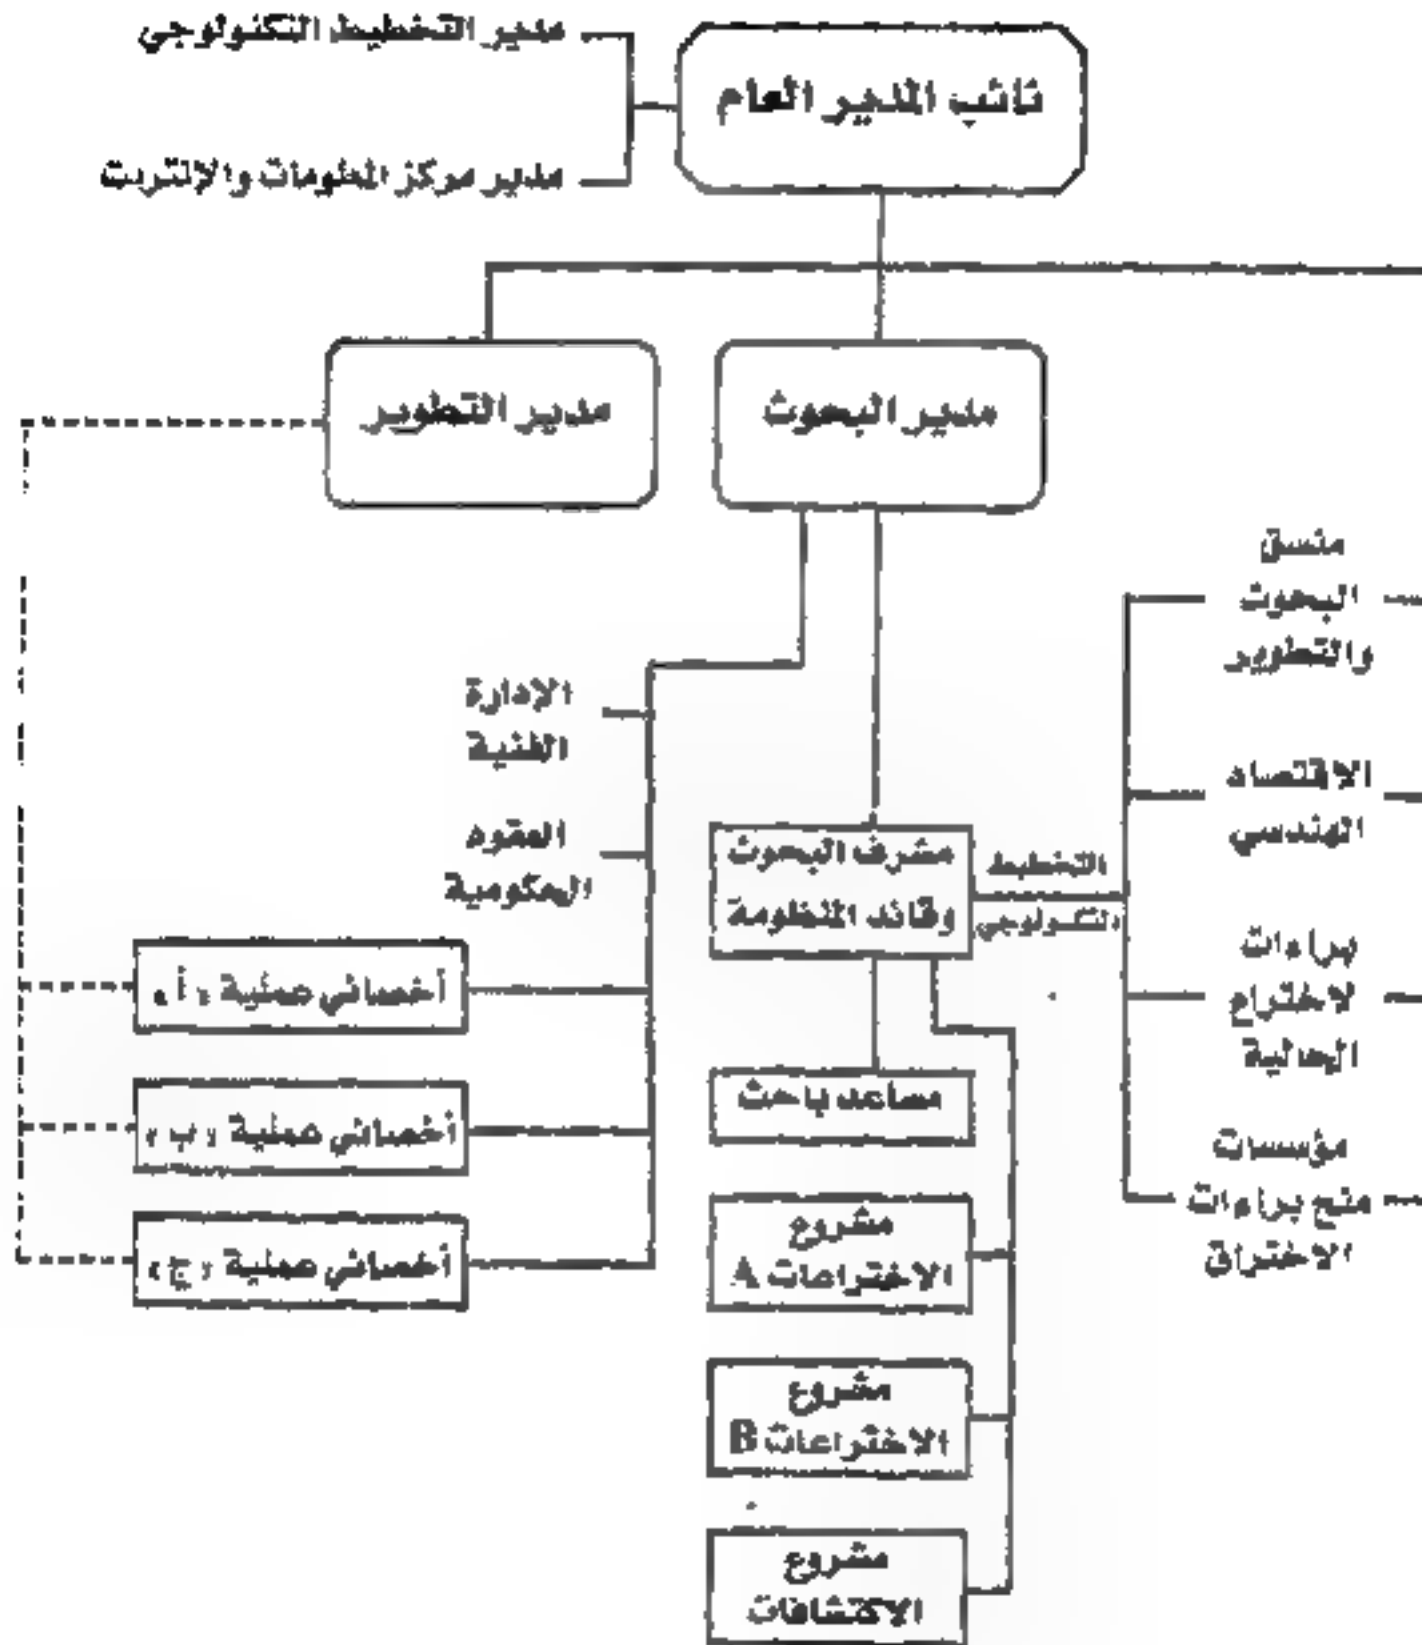 نائب المدير العام
مدير التخطيط التكنولوجي
مدير مركز المعلومات والإنترنت
مدير البحوث
مدير التطوير
منسق
البحوث
والتطوير
الاقتصاد
الهندسي
براءات
لاختراع
الحالية
مؤسسات
منح براءات
الاختراق
التخطيط
التكنولوجي
مشرف البحوث
وقائد المنظومة
مساعد باحث
مشروع
الاختراعات A
مشروع
الاختراعات B
مشروع
الاكتشافات
الإدارة
الفنية
العقود
الحكومية
أخصائي عملية «أ»
أخصائي عملية «ب»
أخصائي عملية «ج»